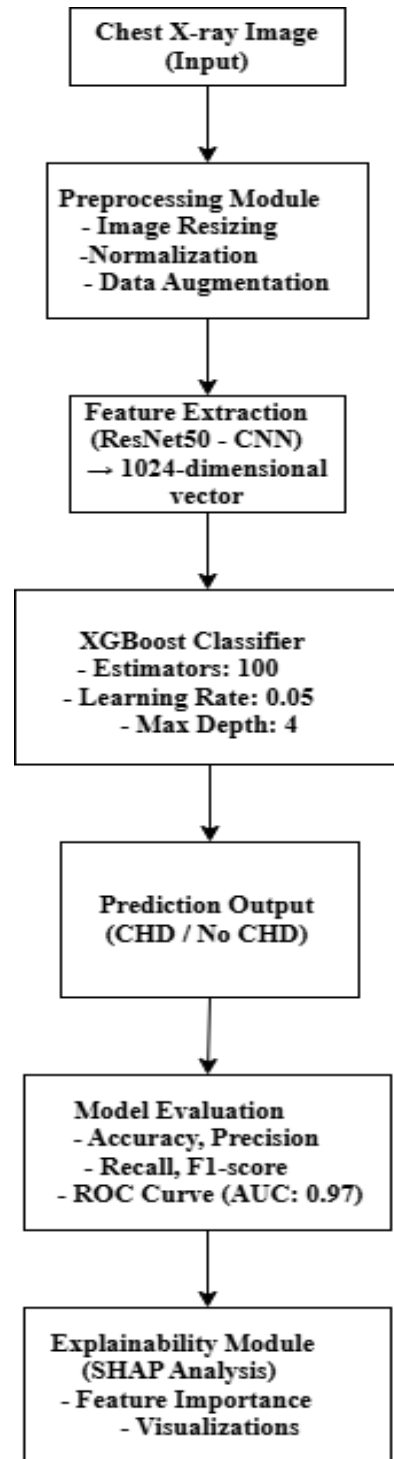 Chest X-ray Image
(Input)
Preprocessing Module
- Image Resizing
-Normalization
- Data Augmentation
Feature Extraction
(ResNet50 - CNN)
→ 1024-dimensional
vector
XGBoost Classifier
- Estimators: 100
- Learning Rate: 0.05
- Max Depth: 4
Prediction Output
(CHD / No CHD)
Model Evaluation
- Accuracy, Precision
- Recall, F1-score
- ROC Curve (AUC: 0.97)
Explainability Module
(SHAP Analysis)
- Feature Importance
- Visualizations